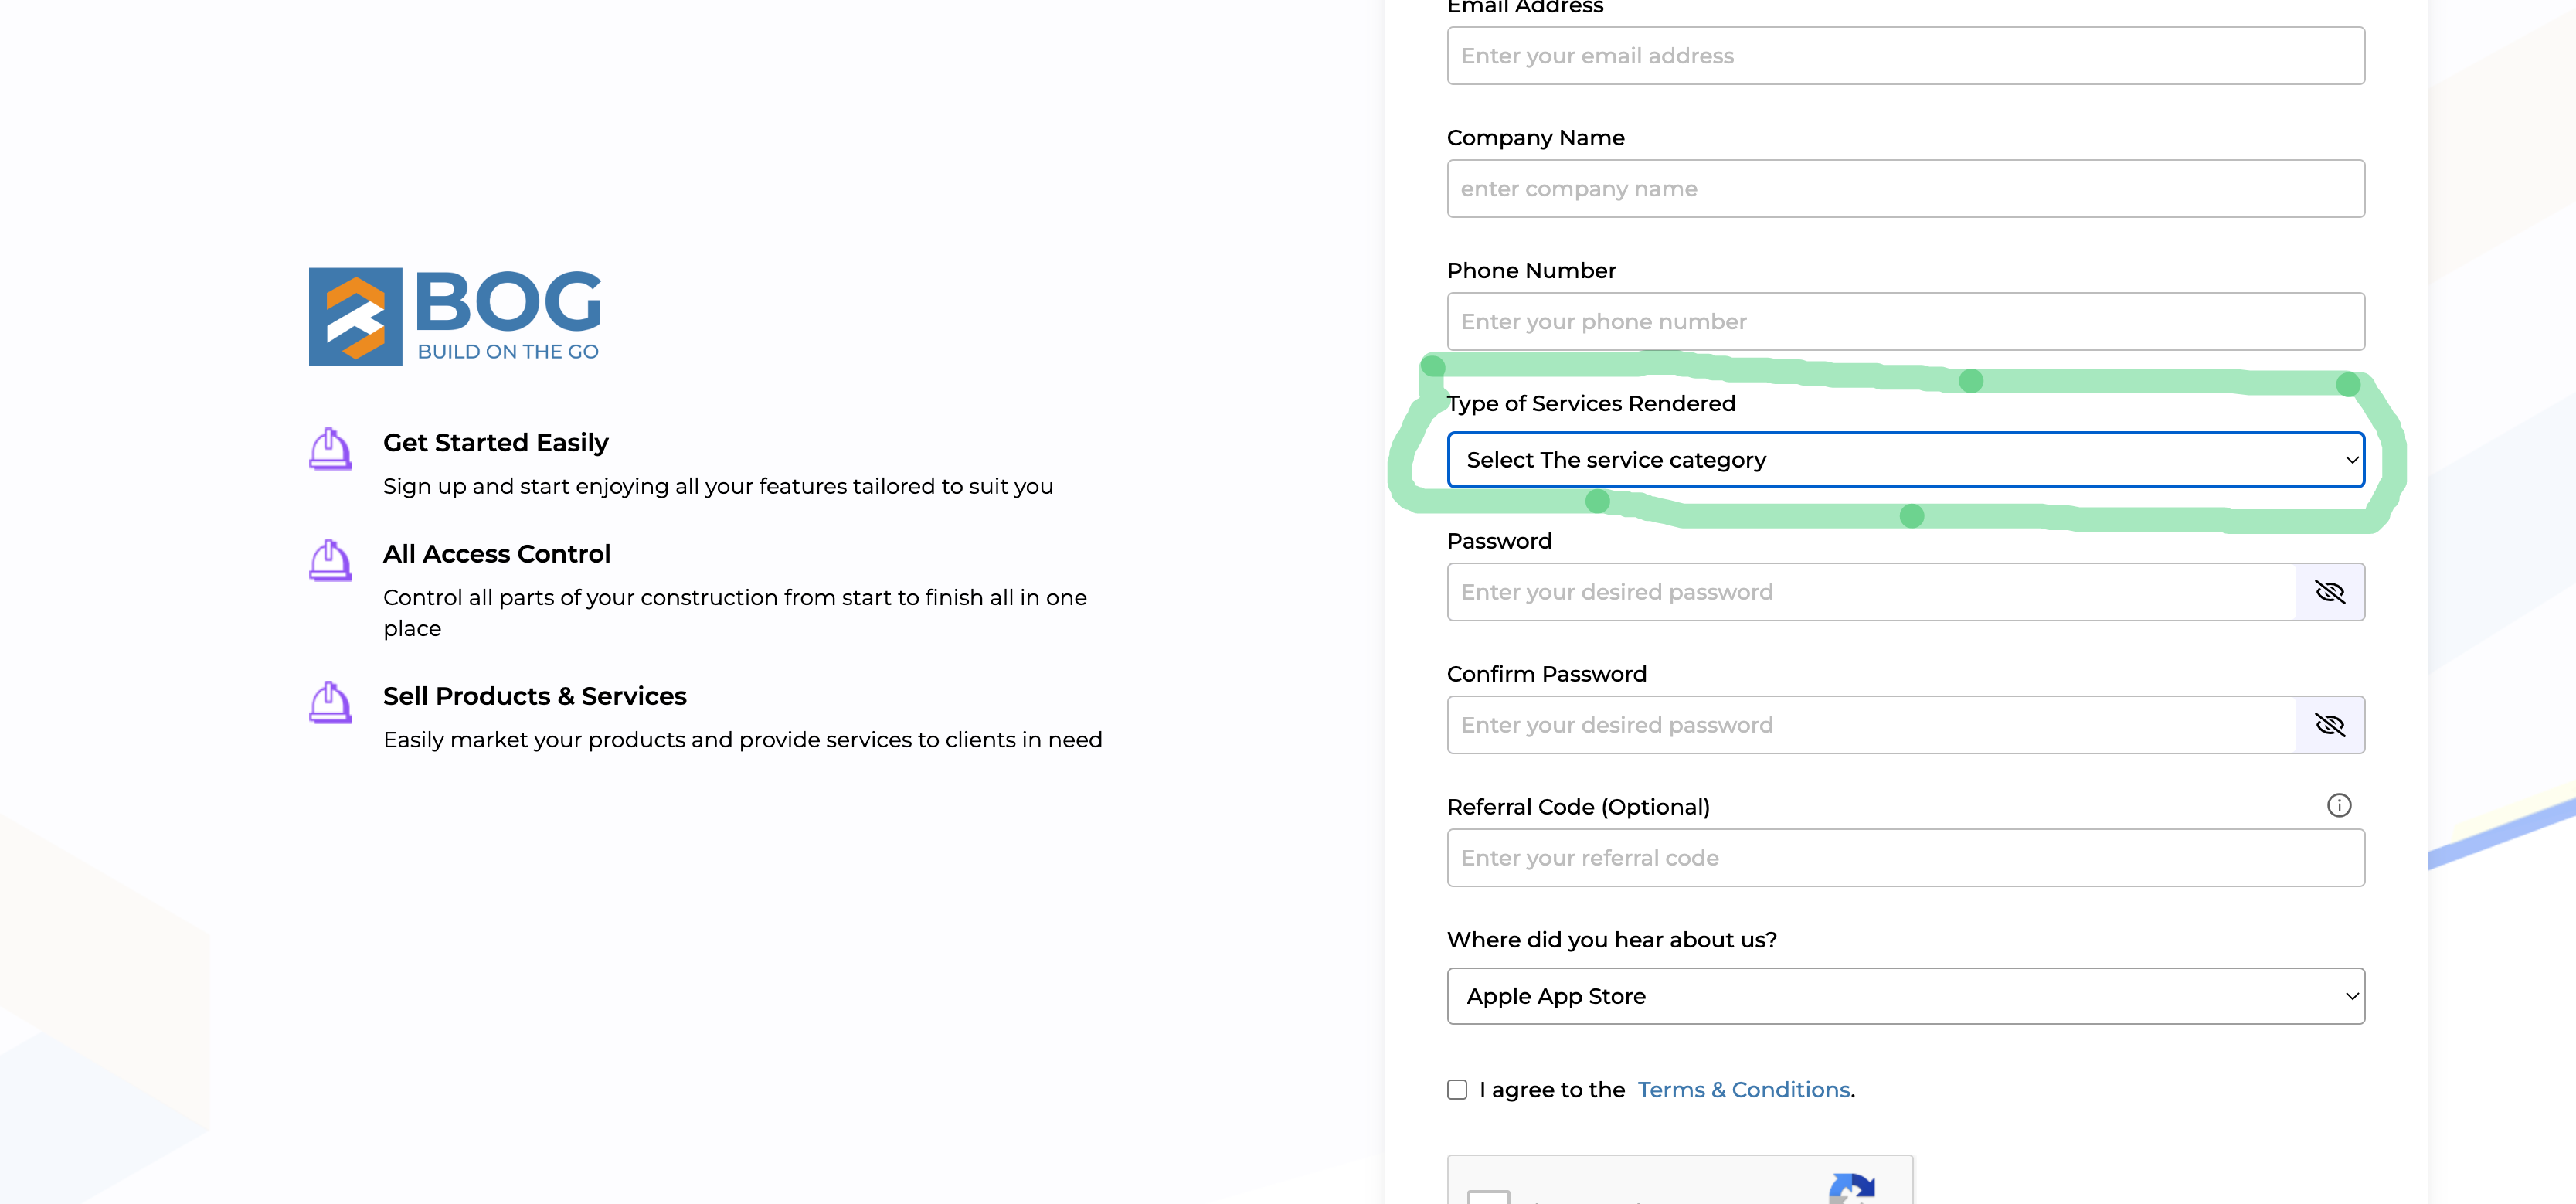 BOG
BUILD ON THE GO
Get Started Easily
Sign up and start enjoying all your features tailored to suit you
All Access Control
Control all parts of your construction from start to finish all in one
place
Sell Products & Services
Easily market your products and provide services to clients in need
Email Address
Enter your email address
Company Name
enter company name
Phone Number
Enter your phone number
Type of Services Rendered
Select The service category
Password
Enter your desired password
Confirm Password
Enter your desired password
Referral Code (Optional)
Enter your referral code
Where did you hear about us?
Apple App Store
I agree to the Terms & Conditions.